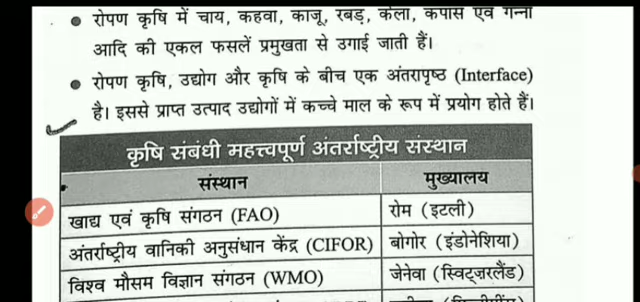 रोपण कृषि में चाय, कहवा, काजू, रबड़, केला, कपास एवं गन्ना
आदि की एकल फसलें प्रमुखता से उगाई जाती हैं।
रोपण कृषि, उद्योग और कृषि के बीच एक अंतरापृष्ठ (Interface)
है। इससे प्राप्त उत्पाद उद्योगों में कच्चे माल के रूप में प्रयोग होते हैं।
कृषि संबंधी महत्त्वपूर्ण अंतर्राष्ट्रीय संस्थान
संस्थान मुख्यालय
खाद्य एवं कृषि संगठन (FAO) रोम (इटली)
अंतर्राष्ट्रीय वानिकी अनुसंधान केंद्र (CIFOR) बोगोर (इंडोनेशिया)
विश्व मौसम विज्ञान संगठन (WMO) जेनेवा (स्विट्ज़रलैंड)